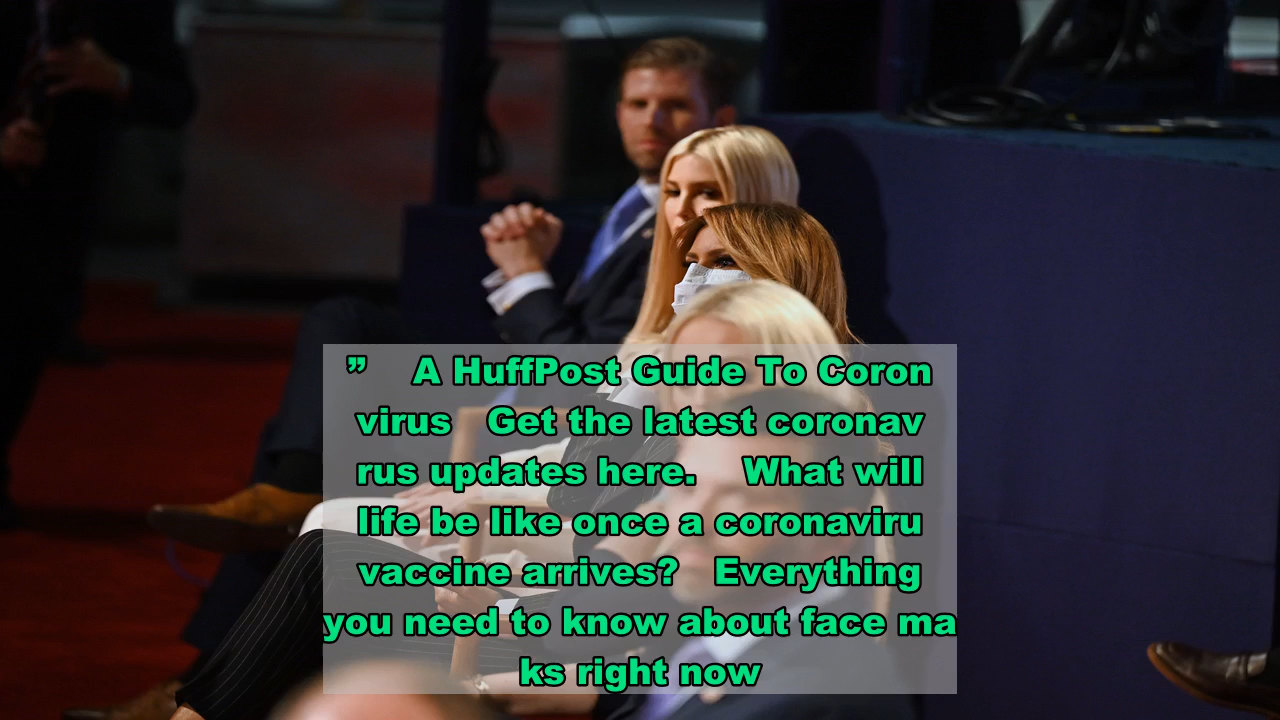 ” A HuffPost Guide To Coron
virus Get the latest coronav
rus updates here. What will
life be like once a coronaviru
vaccine arrives? Everything
you need to know about face ma
ks right now